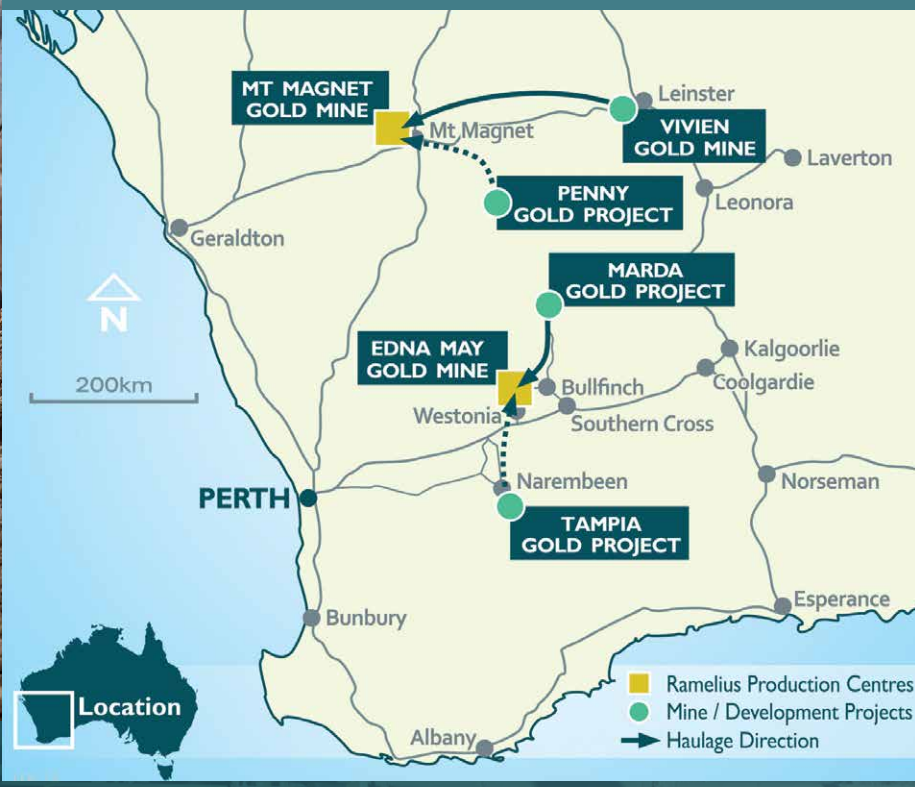 MT MAGNET
GOLD MINE
Leinster
Mt Magnet
VIVIEN
GOLD MINE
Laverton
PENNY
GOLD PROJECT
Leonora
Geraldton
MARDA
GOLD PROJECT
N
EDNA MAY
GOLD MINE
Kalgoorlie
200km
Bullfinch
Coolgardie
Westonia
Southern Cross
PERTH
Narembeen
Norseman
TAMPIA
GOLD PROJECT
Esperance
Bunbury
Location
Ramelius Production Centres
Mine / Development Projects
Albany
Haulage Direction